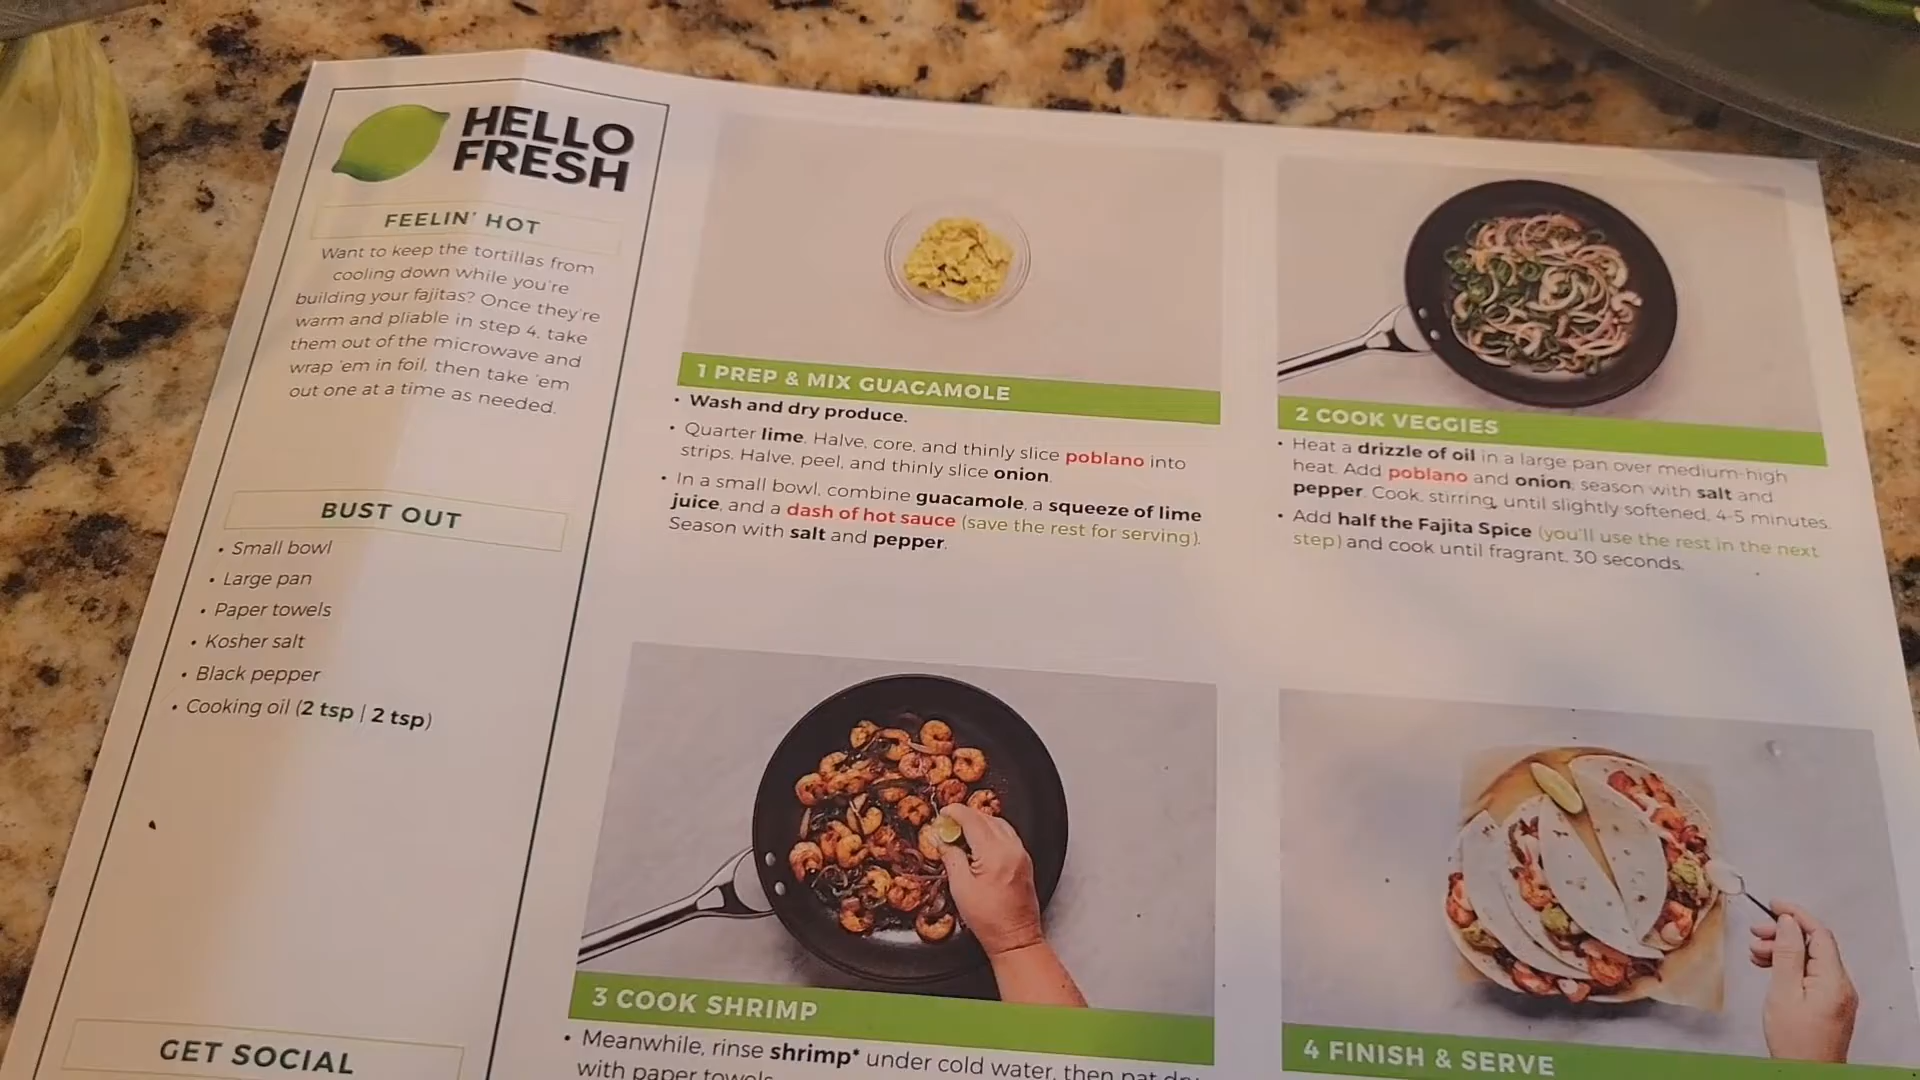 HELLO
FRESH
FEELIN' HOT
Want to keep the tortillas from
cooling down while you're
building your fajitas? Once they're
warm and pliable in step 4, take
them out of the microwave and
wrap 'em in foil, then take 'em
out one at a time as needed.
BUST OUT
• Small bowl
• Large pan
• Paper towels
• Kosher salt
• Black pepper
• Cooking oil (2 tsp | 2 tsp)
GET SOCIAL
1 PREP & MIX GUACAMOLE
• Wash and dry produce.
• Quarter lime. Halve, core, and thinly slice poblano into
strips. Halve, peel, and thinly slice onion.
• In a small bowl, combine guacamole, a squeeze of lime
juice, and a dash of hot sauce (save the rest for serving).
Season with salt and pepper.
2 COOK VEGGIES
• Heat a drizzle of oil in a large pan over medium-high
heat. Add poblano and onion; season with salt and
pepper. Cook, stirring, until slightly softened, 4-5 minutes.
• Add half the Fajita Spice (you'll use the rest in the next
step) and cook until fragrant, 30 seconds.
3 COOK SHRIMP
• Meanwhile, rinse shrimp* under cold water, then pat dry
with paper towels.
4 FINISH & SERVE